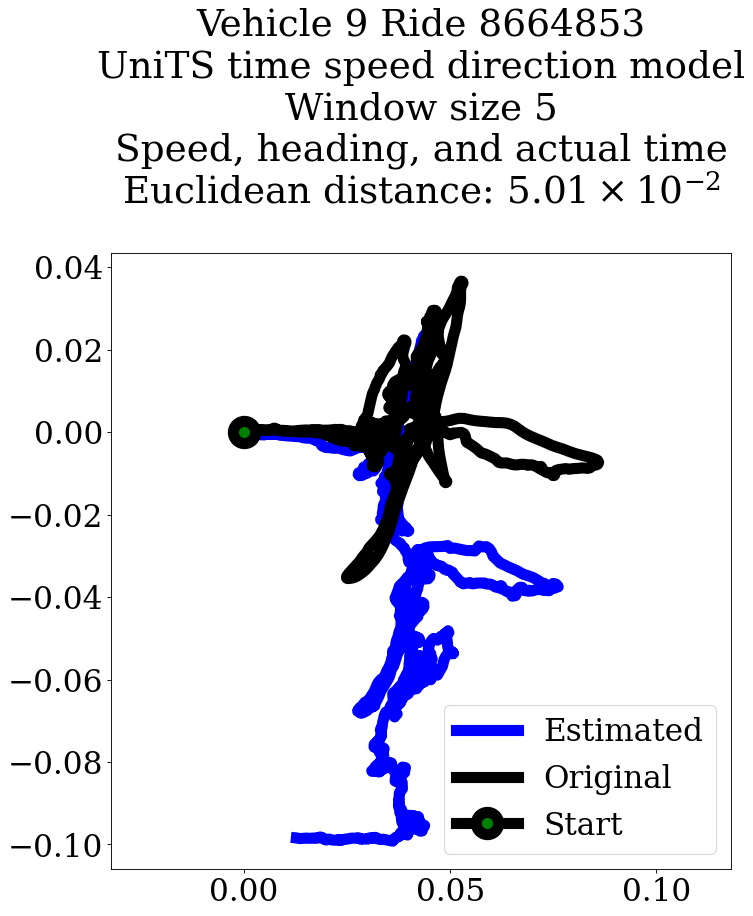 Vehicle 9 Ride 8664853
UniTS time speed direction model
Window size 5
Speed, heading, and actual time
Euclidean distance: 5.01 × 10⁻²
0.04
0.02
0.00
−0.02
−0.04
−0.06
−0.08
−0.10
Estimated
Original
Start
0.00 0.05 0.10